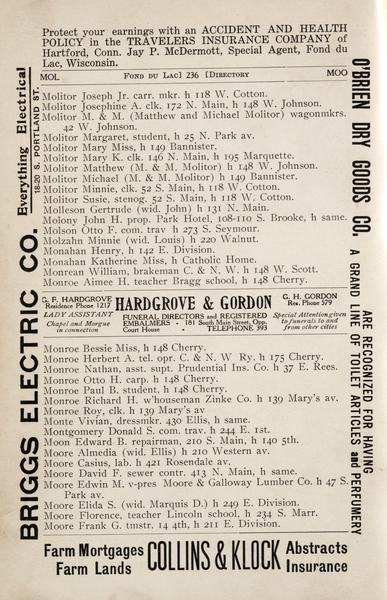 Protect your earnings with an ACCIDENT AND HEALTH
POLICY in the TRAVELERS INSURANCE COMPANY of
Hartford, Conn. Jay P. McDermott, Special Agent, Fond du
Lac, Wisconsin.
MOL FOND DU LAC] 236 [DIRECTORY MOO
Molitor Joseph Jr. carr. mkr. h 118 W. Cotton.
Molitor Josephine A. clk. 172 N. Main, h 148 W. Johnson.
Molitor M. & M. (Matthew and Michael Molitor) wagonmkrs.
42 W. Johnson.
Molitor Margaret, student, h 25 N. Park av.
Molitor Mary Miss, h 149 Bannister.
Molitor Mary K. clk. 146 N. Main, h 195 Marquette.
Molitor Matthew (M. & M. Molitor) h 148 W. Johnson.
Molitor Michael (M. & M. Molitor) h 149 Bannister.
Molitor Minnie, clk. 52 S. Main, h 118 W. Cotton.
Molitor Susie, stenog. 52 S. Main, h 118 W. Cotton.
Molleson Gertrude (wid. John) h 131 N. Main.
Molony John H. prop. Park Hotel, 108-110 S. Brooke, h same.
Molson Otto F. com. trav h 273 S. Seymour.
Molzahn Minnie (wid. Louis) h 220 Walnut.
Monahan Henry, h 142 E. Division.
Monahan Katherine Miss, h Catholic Home.
Monrean William, brakeman C. & N. W. h 148 W. Scott.
Monroe Aimee H. teacher Bragg school, h 148 Cherry.
G. F. HARDGROVE
Residence Phone 1217
LADY ASSISTANT
Chapel and Morgue
in connection
HARDGROVE & GORDON
FUNERAL DIRECTORS and REGISTERED
EMBALMERS - 181 South Main Street, Opp.
Court House - TELEPHONE 393
G. H. GORDON
Res. Phone 579
Special Attention given
to funerals to and
from other cities
Monroe Bessie Miss, h 148 Cherry.
Monroe Herbert A. tel. opr. C. & N. W Ry. h 175 Cherry.
Monroe Nathan, asst. supt. Prudential Ins. Co. h 37 E. Rees.
Monroe Otto H. carp. h 148 Cherry.
Monroe Paul B. student, h 148 Cherry.
Monroe Richard H. w'houseman Zinke Co. h 139 Mary's av.
Monroe Roy, clk. h 139 Mary's av
Monte Vivian, dressmkr. 430 Ellis, h same.
Montgomery Donald S. com. trav. h 244 E. 1st.
Moon Edward B. repairman, 210 S. Main, h 140 5th.
Moore Almedia (wid. Ellis) h 210 Western av.
Moore Casius, lab. h 421 Rosendale av.
Moore David F. sewer contr. 413 N. Main, h same.
Moore Edwin M. v-pres Moore & Galloway Lumber Co. h 47 S.
Park av.
Moore Elida S. (wid. Marquis D.) h 249 E. Division.
Moore Florence, teacher Lincoln school, h 234 S. Marr.
Moore Frank G. tmstr. 14 4th, h 211 E. Division.
Farm Mortgages
Farm Lands
COLLINS & KLOCK
Abstracts
Insurance
BRIGGS ELECTRIC CO.
Everything Electrical
18-20 S. PORTLAND ST.
O'BRIEN DRY GOODS CO.
ARE RECOGNIZED FOR HAVING
A GRAND LINE OF TOILET ARTICLES and PERFUMERY